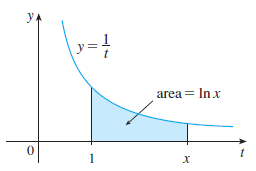 y
y = 1/t
area = ln x
0
1
x
t